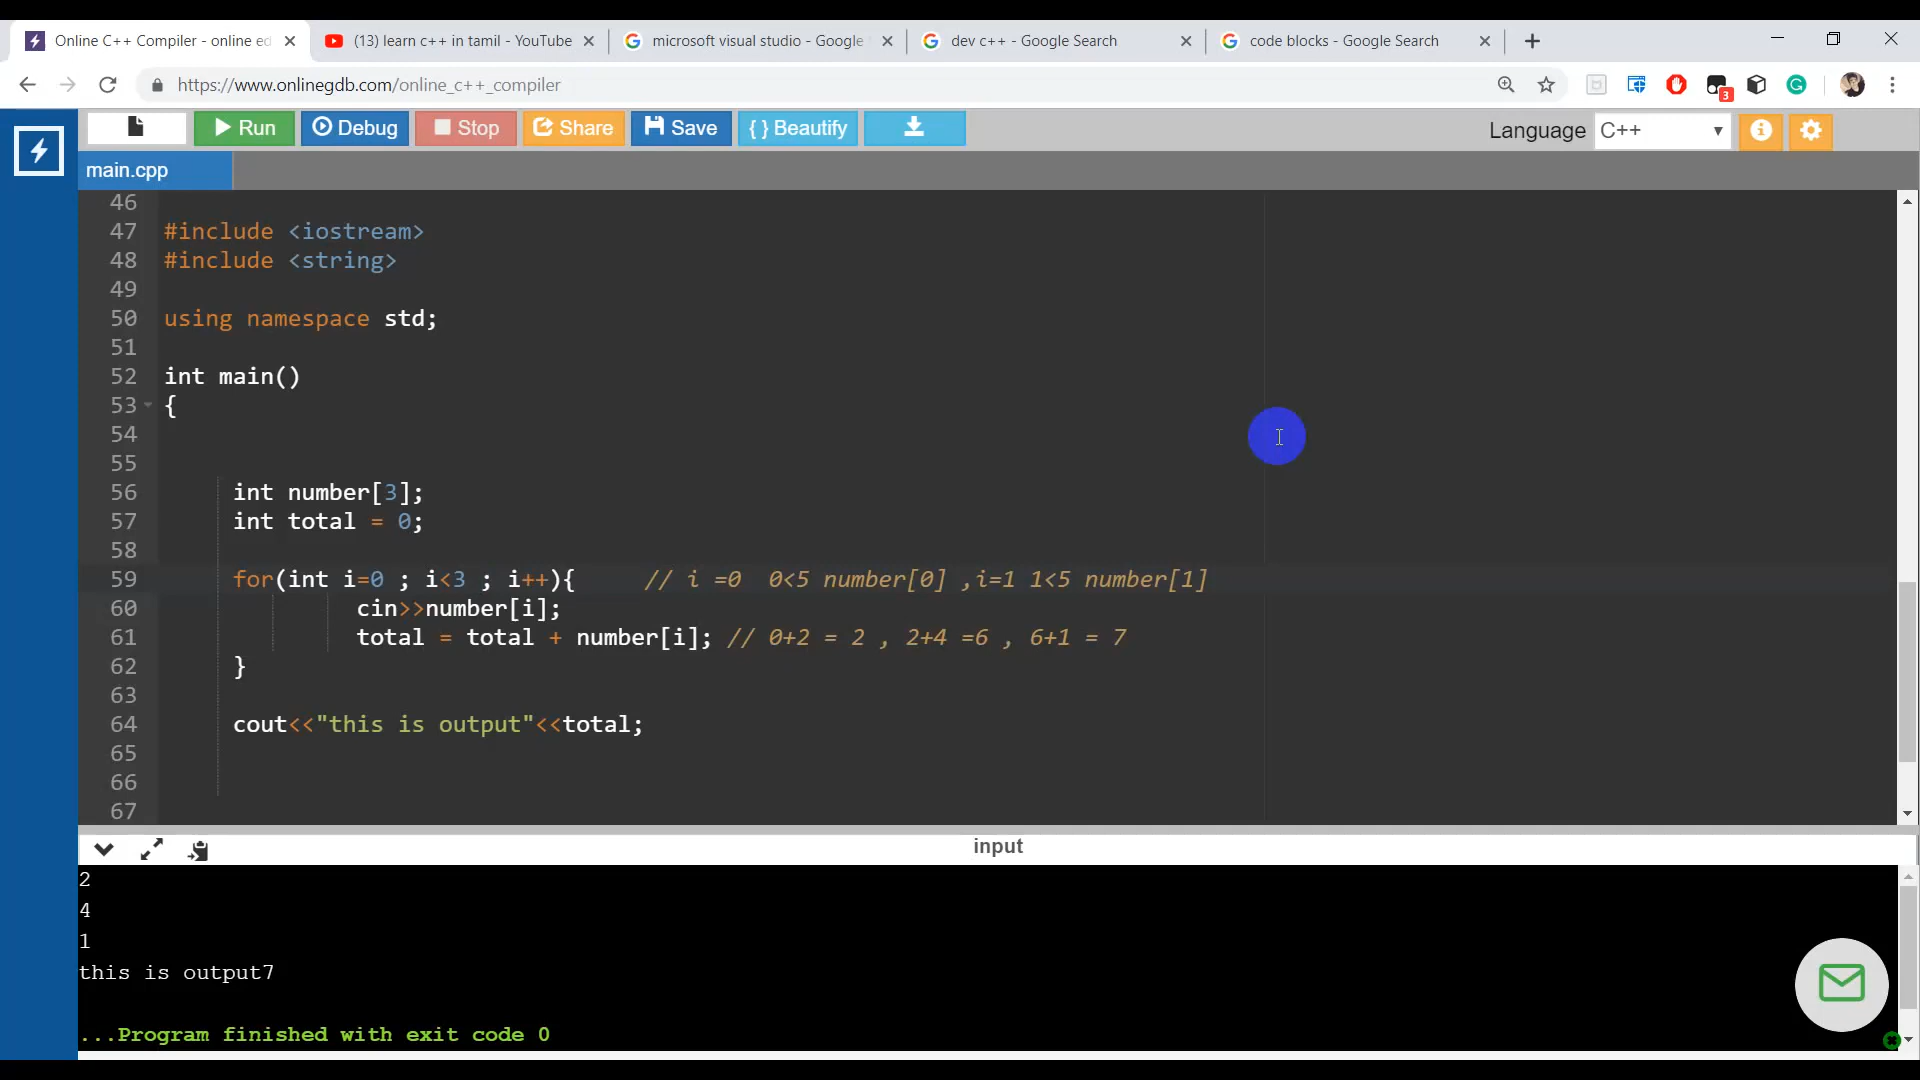 Online C++ Compiler - online ed
(13) learn c++ in tamil - YouTube
microsoft visual studio - Google
dev c++ - Google Search
code blocks - Google Search
https://www.onlinegdb.com/online_c++_compiler
3
Run
Debug
Stop
Share
Save
{ } Beautify
Language
C++
main.cpp
46
47 #include <iostream>
48 #include <string>
49
50 using namespace std;
51
52 int main()
53 {
54
55
56 int number[3];
57 int total = 0;
58
59 for(int i=0 ; i<3 ; i++){ // i =0 0<5 number[0] ,i=1 1<5 number[1]
60 cin>>number[i];
61 total = total + number[i]; // 0+2 = 2 , 2+4 =6 , 6+1 = 7
62 }
63
64 cout<<"this is output"<<total;
65
66
67
input
2
4
1
this is output7
...Program finished with exit code 0